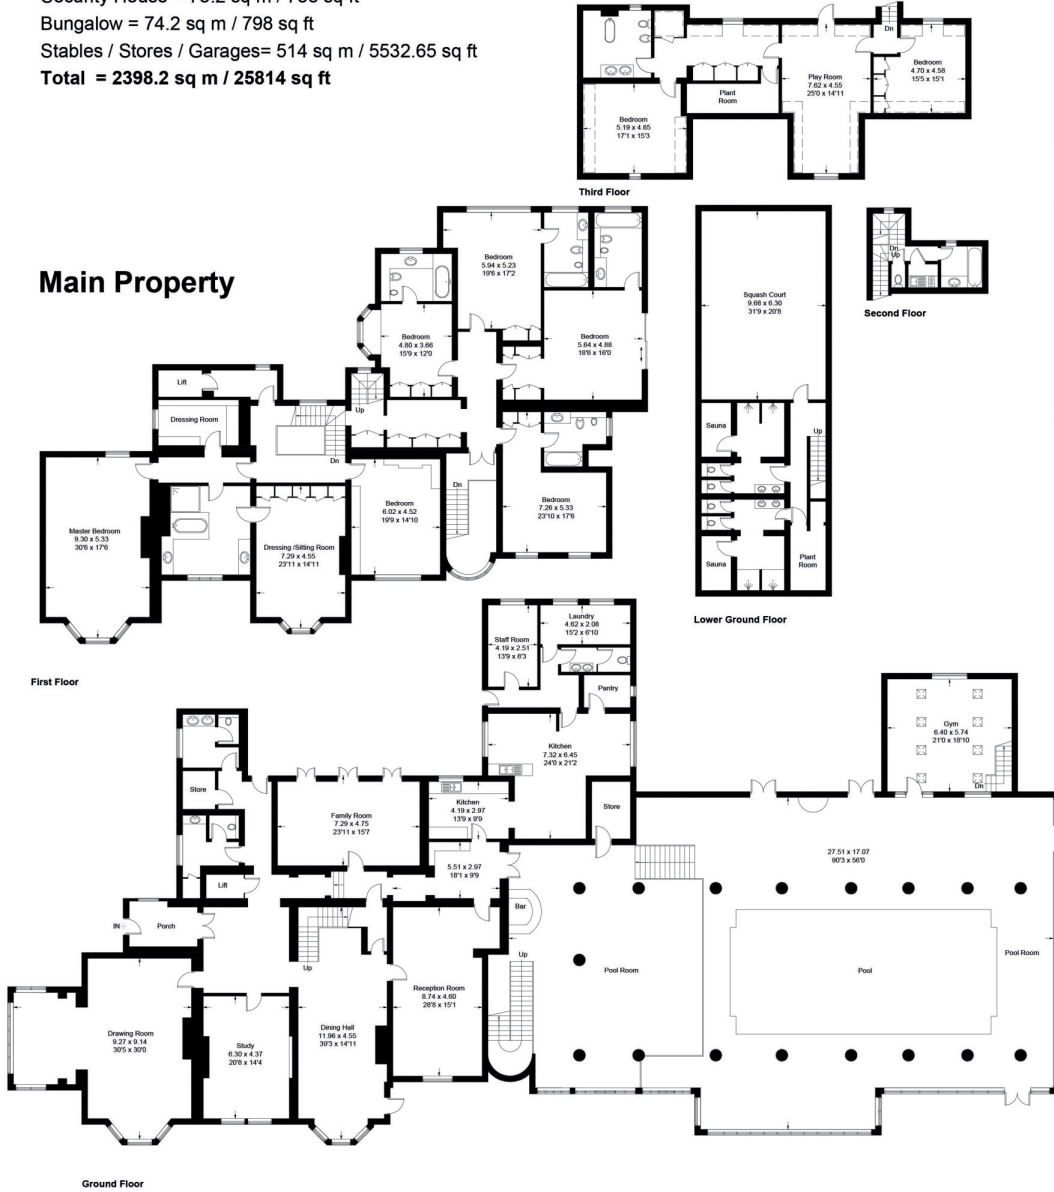 Bungalow = 74.2 sq m / 798 sq ft
Stables / Stores / Garages= 514 sq m / 5532.65 sq ft
Total = 2398.2 sq m / 25814 sq ft
Dn
Bedroom
4.70 x 4.58
15'5 x 15'1
Play Room
7.62 x 4.55
25'0 x 14'11
Plant
Room
Bedroom
5.19 x 4.65
17'1 x 15'3
Third Floor
Main Property
Bedroom
5.94 x 5.23
19'6 x 17'2
Bedroom
4.80 x 3.66
15'9 x 12'0
Bedroom
5.64 x 4.88
18'6 x 16'0
Lift
Up
Dressing Room
Dn
Master Bedroom
9.30 x 5.33
30'6 x 17'6
Dressing /Sitting Room
7.29 x 4.55
23'11 x 14'11
Bedroom
6.02 x 4.52
19'9 x 14'10
Dn
Bedroom
7.26 x 5.33
23'10 x 17'6
First Floor
Squash Court
9.68 x 6.30
31'9 x 20'8
Sauna
Up
Sauna
Plant
Room
Lower Ground Floor
Dn
Up
Second Floor
Staff Room
4.19 x 2.51
13'9 x 8'3
Laundry
4.62 x 2.08
15'2 x 6'10
Pantry
Kitchen
7.32 x 6.45
24'0 x 21'2
Gym
6.40 x 5.74
21'0 x 18'10
Dn
Store
Family Room
7.29 x 4.75
23'11 x 15'7
Kitchen
4.19 x 2.97
13'9 x 9'9
Store
27.51 x 17.07
90'3 x 56'0
5.51 x 2.97
18'1 x 9'9
Lift
Bar
IN
Porch
Up
Up
Pool Room
Pool
Pool Room
Reception Room
8.74 x 4.60
28'8 x 15'1
Drawing Room
9.27 x 9.14
30'5 x 30'0
Study
6.30 x 4.37
20'8 x 14'4
Dining Hall
11.96 x 4.55
39'3 x 14'11
Ground Floor